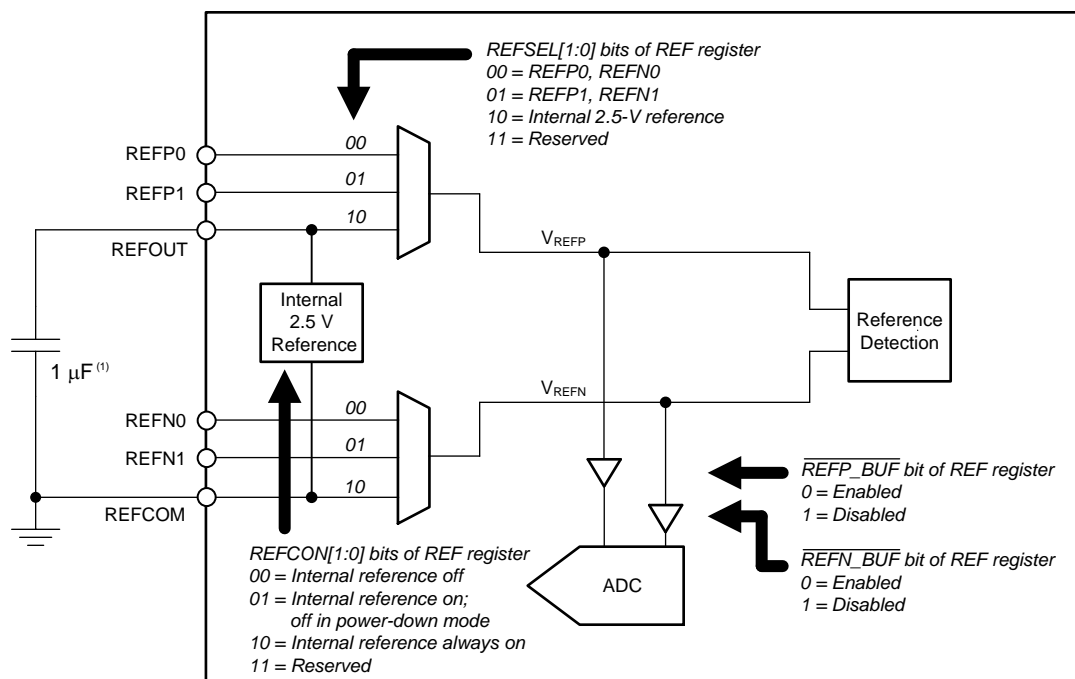 REFSEL[1:0] bits of REF register
00 = REFP0, REFN0
01 = REFP1, REFN1
10 = Internal 2.5-V reference
11 = Reserved
REFP0
00
REFP1
01
REFOUT
10
VREFP
Internal
2.5 V
Reference
Reference
Detection
1 μF(1)
VREFN
REFN0
00
REFN1
01
REFCOM
10
REFP_BUF bit of REF register
0 = Enabled
1 = Disabled
REFN_BUF bit of REF register
0 = Enabled
1 = Disabled
ADC
REFCON[1:0] bits of REF register
00 = Internal reference off
01 = Internal reference on;
off in power-down mode
10 = Internal reference always on
11 = Reserved